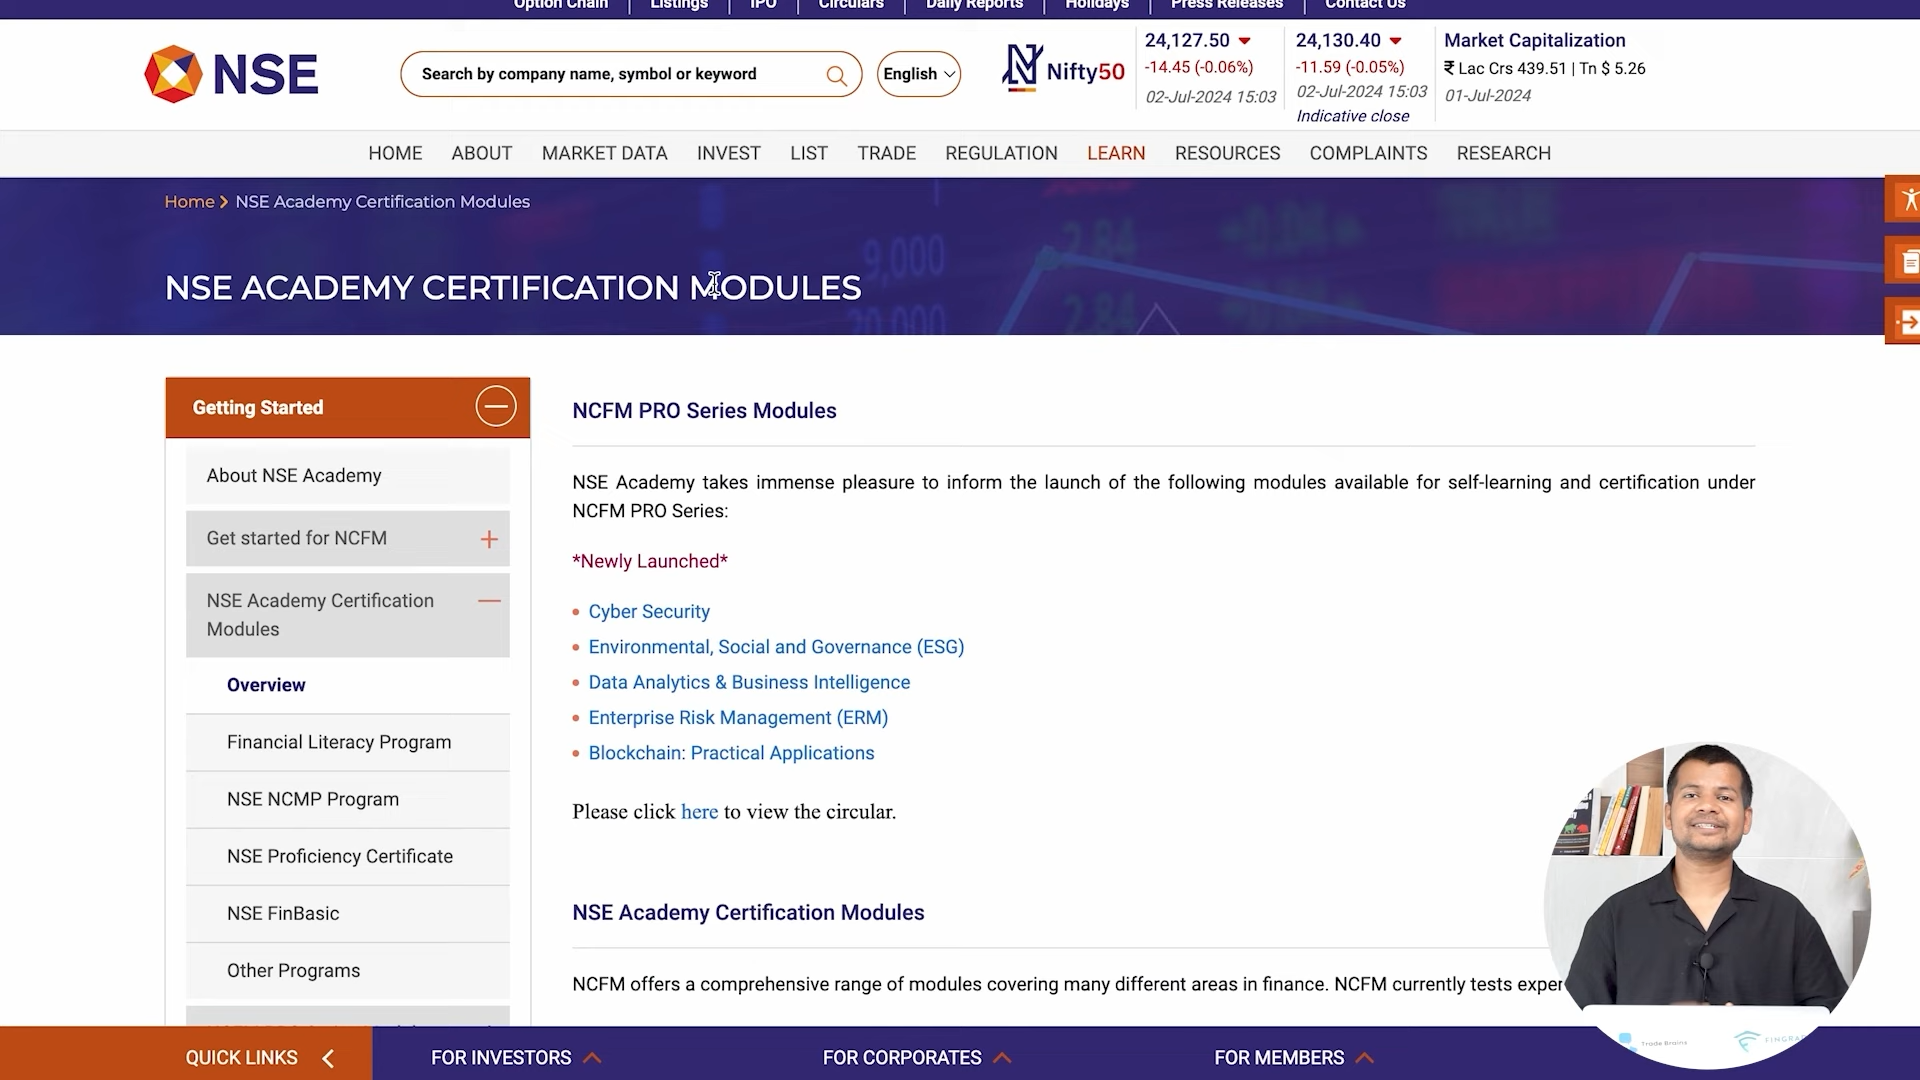 Option Chain
Listings
IPO
Circulars
Daily Reports
Holidays
Press Releases
Contact Us
NSE
Search by company name, symbol or keyword
English
Nifty50
24,127.50
-14.45 (-0.06%)
02-Jul-2024 15:03
24,130.40
-11.59 (-0.05%)
02-Jul-2024 15:03
Indicative close
Market Capitalization
₹ Lac Crs 439.51 | Tn $ 5.26
01-Jul-2024
HOME ABOUT MARKET DATA INVEST LIST TRADE REGULATION LEARN RESOURCES COMPLAINTS RESEARCH
Home > NSE Academy Certification Modules
9,000
2.84
20,000
2.84
NSE ACADEMY CERTIFICATION MODULES
Getting Started
About NSE Academy
Get started for NCFM
NSE Academy Certification
Modules
Overview
Financial Literacy Program
NSE NCMP Program
NSE Proficiency Certificate
NSE FinBasic
Other Programs
NCFM PRO Series Modules
NSE Academy takes immense pleasure to inform the launch of the following modules available for self-learning and certification under
NCFM PRO Series:
*Newly Launched*
• Cyber Security
• Environmental, Social and Governance (ESG)
• Data Analytics & Business Intelligence
• Enterprise Risk Management (ERM)
• Blockchain: Practical Applications
Please click here to view the circular.
NSE Academy Certification Modules
NCFM offers a comprehensive range of modules covering many different areas in finance. NCFM currently tests exper
Trade Brains
QUICK LINKS
FOR INVESTORS
FOR CORPORATES
FOR MEMBERS